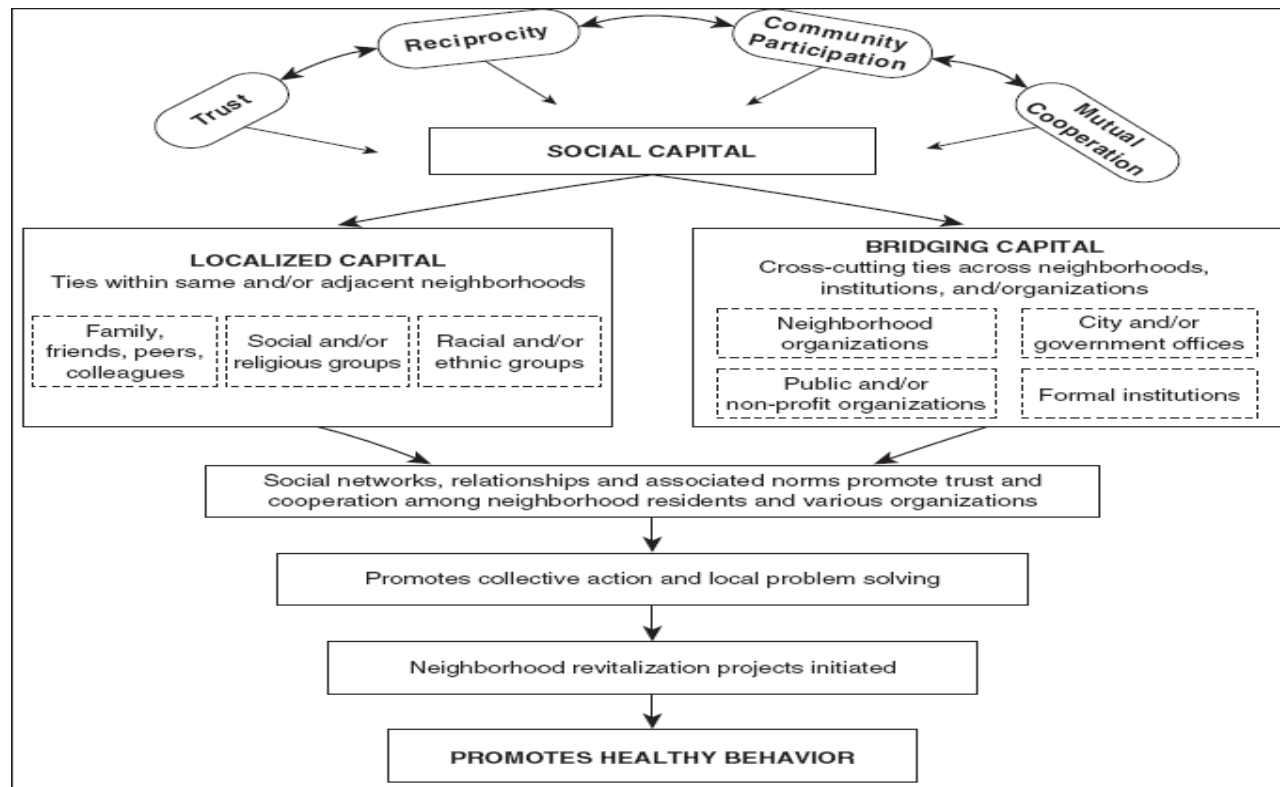 Trust
Reciprocity
Community
Participation
Mutual
Cooperation
SOCIAL CAPITAL
LOCALIZED CAPITAL
Ties within same and/or adjacent neighborhoods
Family,
friends, peers,
colleagues
Social and/or
religious groups
Racial and/or
ethnic groups
BRIDGING CAPITAL
Cross-cutting ties across neighborhoods,
institutions, and/organizations
Neighborhood
organizations
City and/or
government offices
Public and/or
non-profit organizations
Formal institutions
Social networks, relationships and associated norms promote trust and
cooperation among neighborhood residents and various organizations
Promotes collective action and local problem solving
Neighborhood revitalization projects initiated
PROMOTES HEALTHY BEHAVIOR